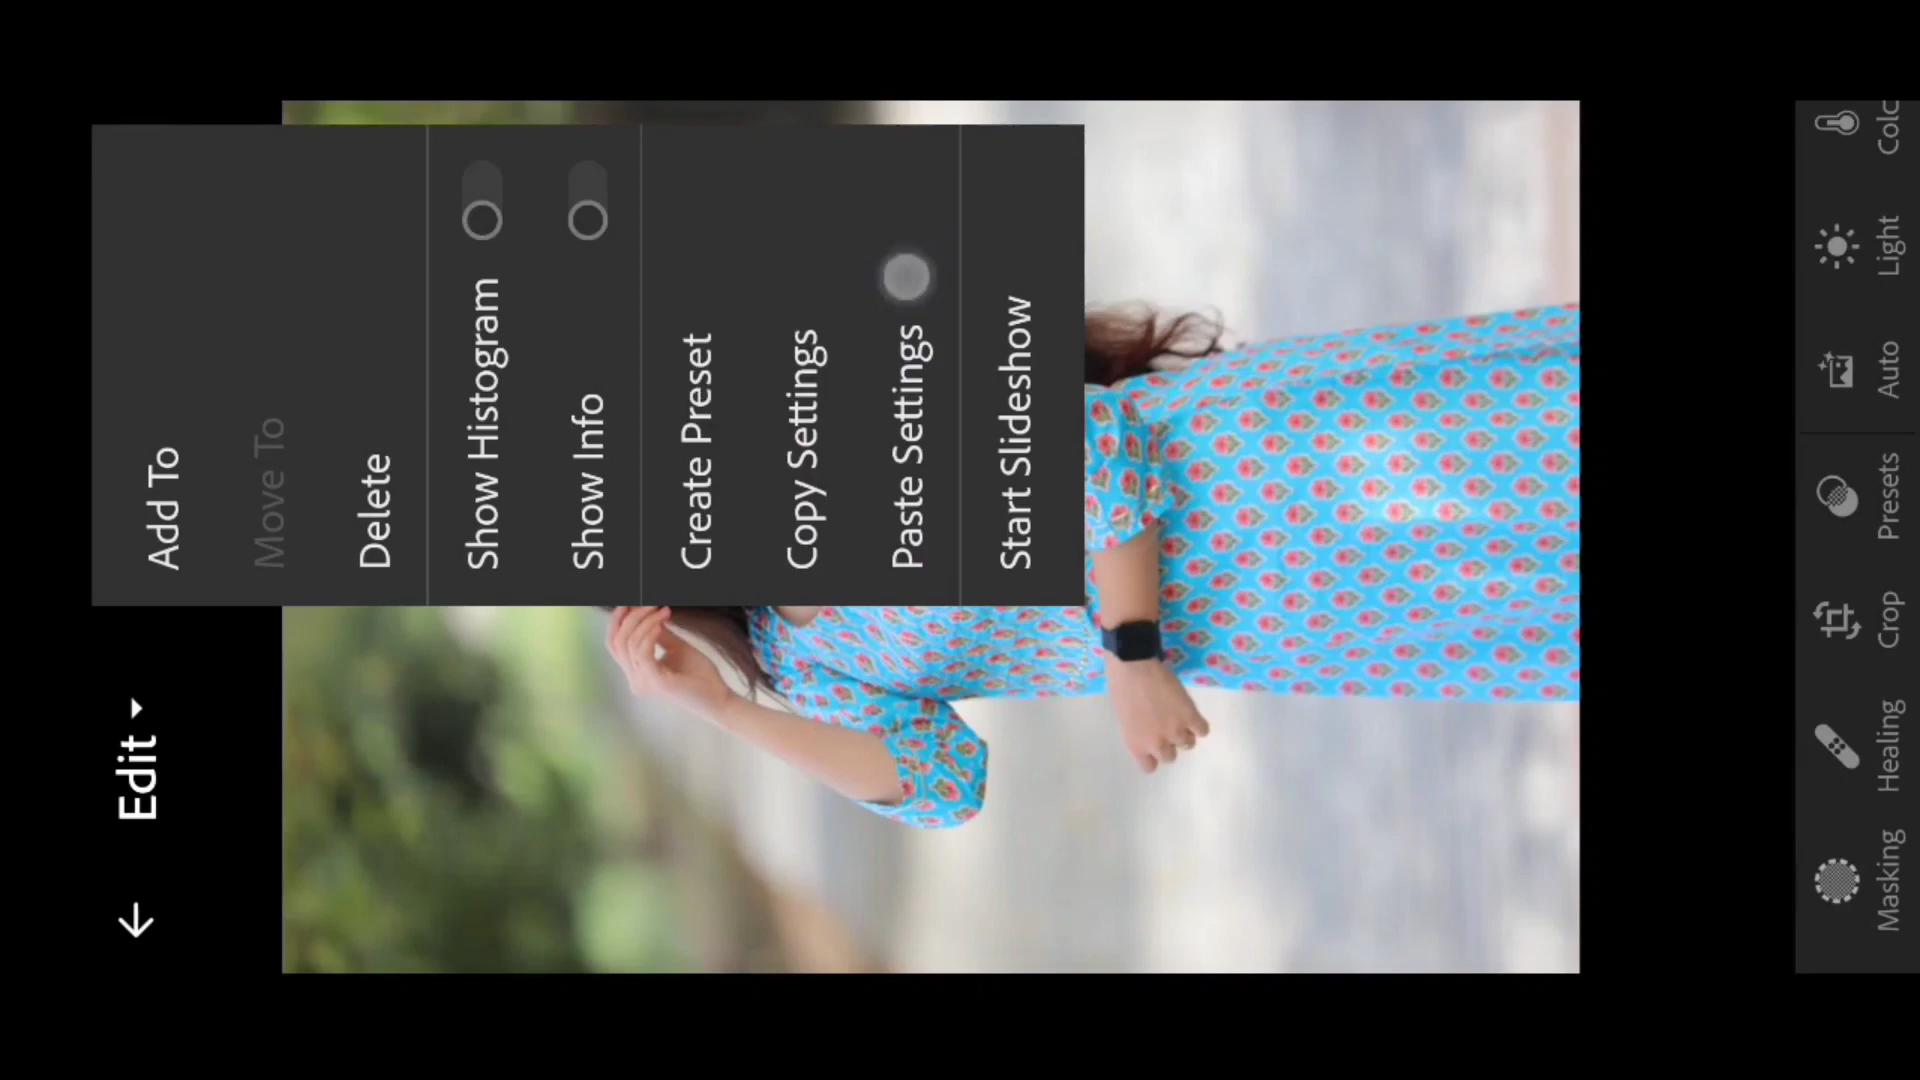 Edit
Add To
Move To
Delete
Show Histogram
Show Info
Create Preset
Copy Settings
Paste Settings
Start Slideshow
Masking
Healing
Crop
Presets
Auto
Light